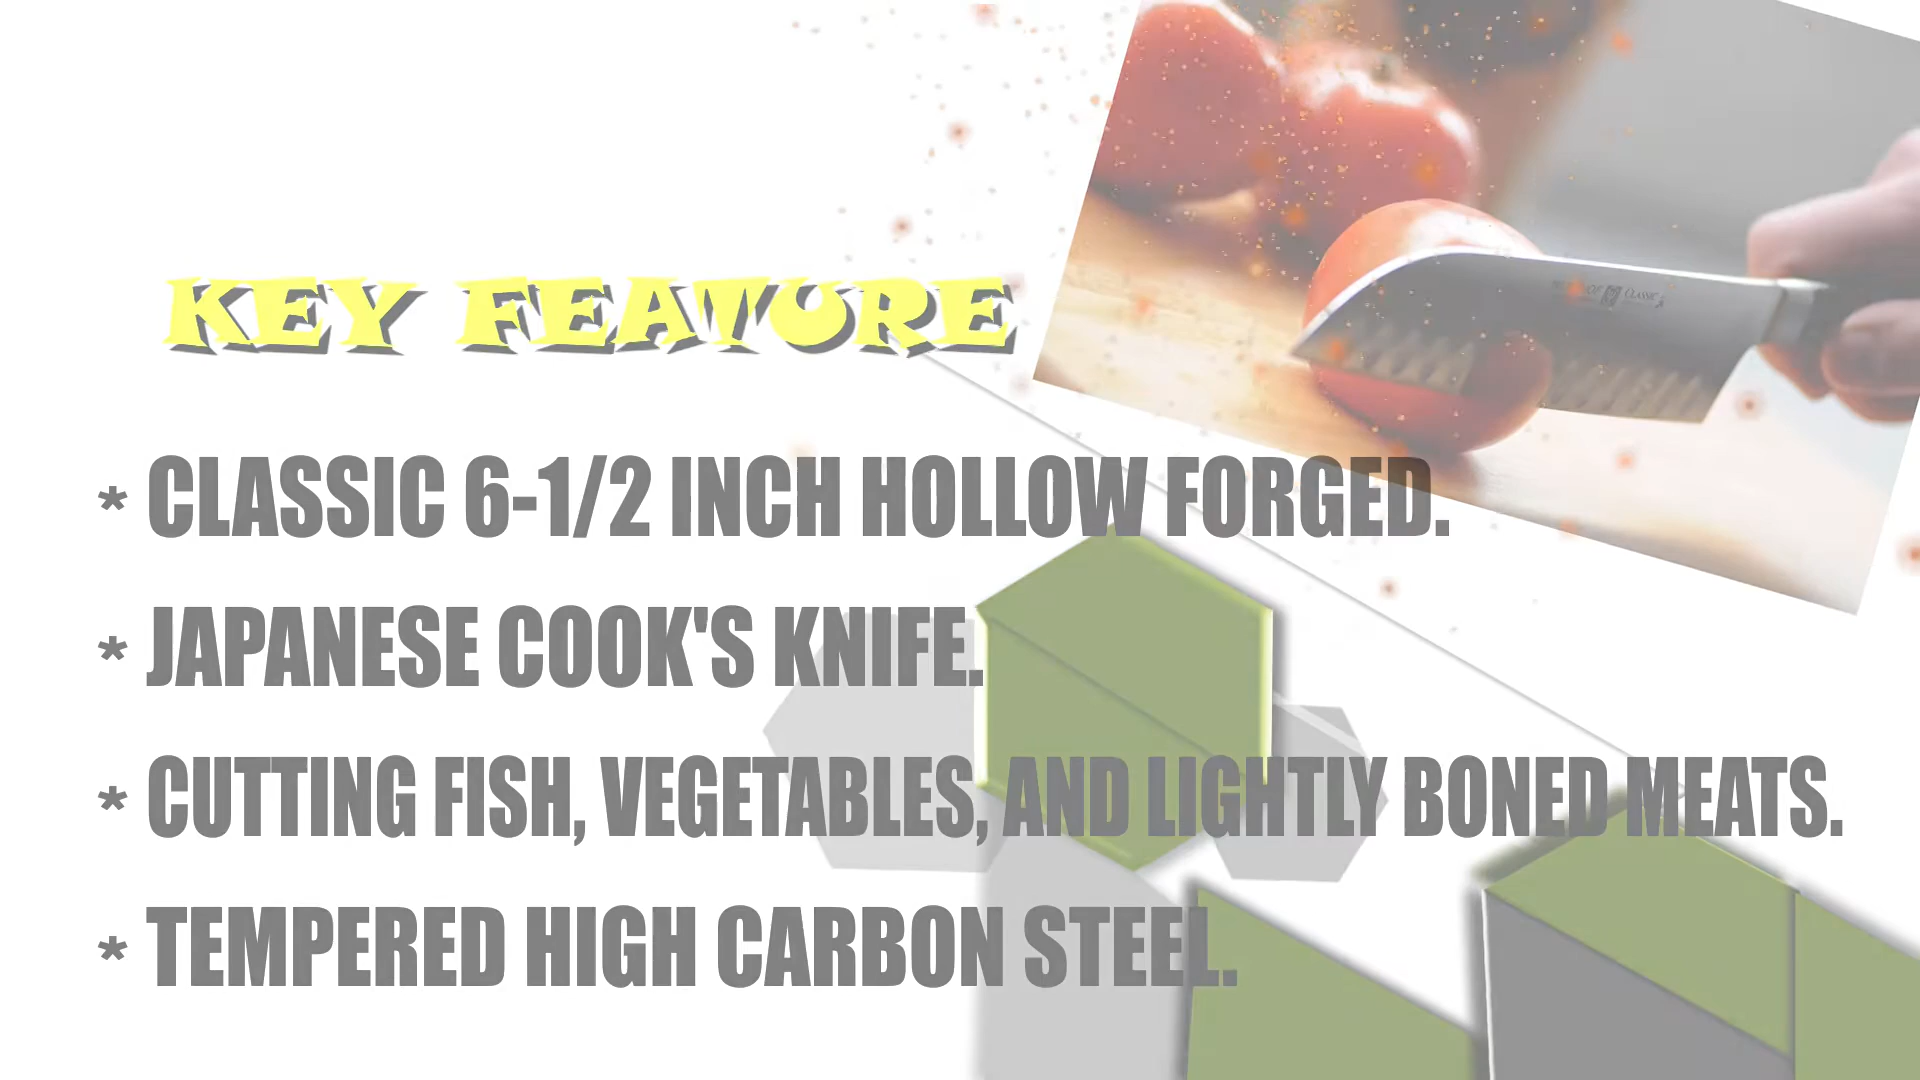 KEY FEATURE
* CLASSIC 6-1/2 INCH HOLLOW FORGED.
* JAPANESE COOK'S KNIFE.
* CUTTING FISH, VEGETABLES, AND LIGHTLY BONED MEATS.
* TEMPERED HIGH CARBON STEEL.
CLASSIC